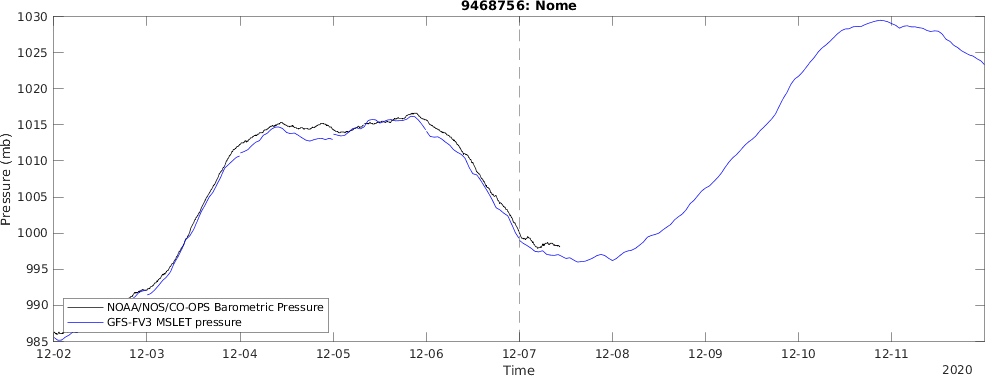 9468756: Nome
1030
1025
1020
1015
1010
1005
1000
995
990
985
Pressure (mb)
NOAA/NOS/CO-OPS Barometric Pressure
GFS-FV3 MSLET pressure
12-02 12-03 12-04 12-05 12-06 12-07 12-08 12-09 12-10 12-11
Time
2020